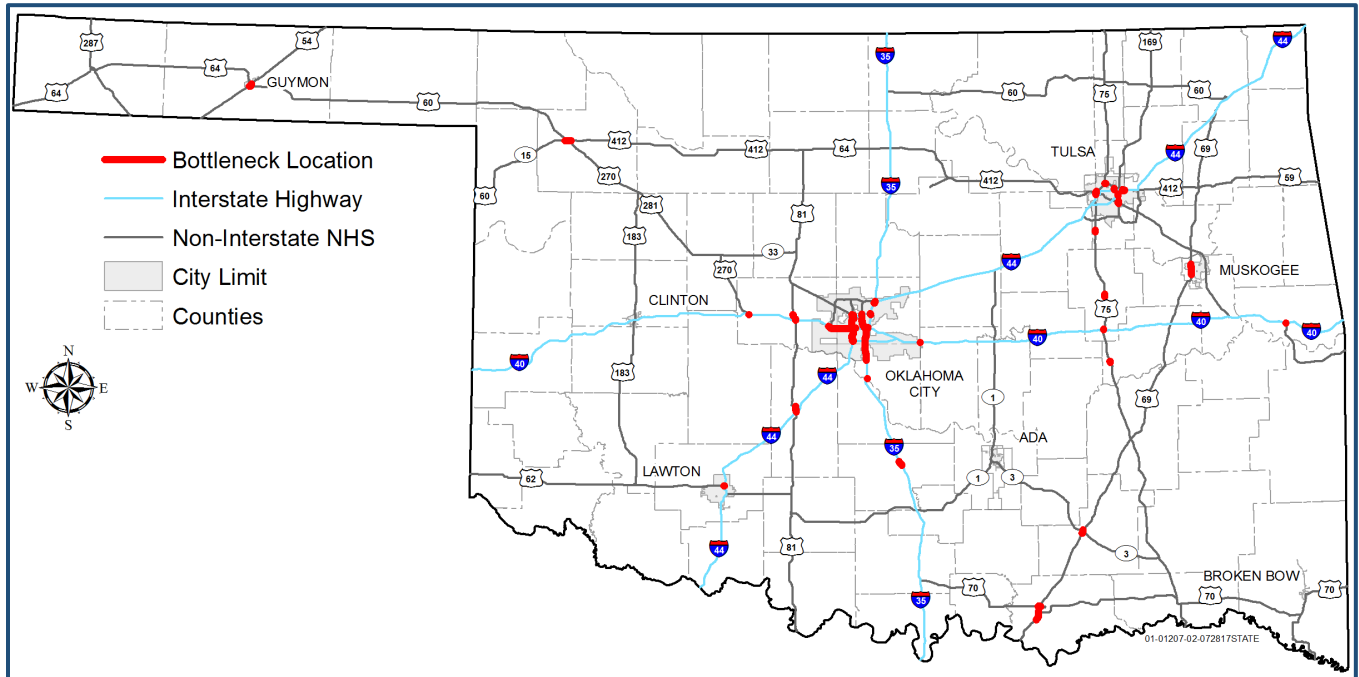 287
54
35
169
44
64
GUYMON
64
60
60
75
60
Bottleneck Location
15
412
412
64
TULSA
69
44
Interstate Highway
270
35
412
412
59
60
281
81
Non-Interstate NHS
183
33
City Limit
270
44
MUSKOGEE
Counties
CLINTON
75
40
40
N
W E
S
40
183
44
OKLAHOMA
CITY
40
1
69
44
35
ADA
LAWTON
62
1
3
44
81
3
BROKEN BOW
70
70
70
35
01-01207-02-072817STATE